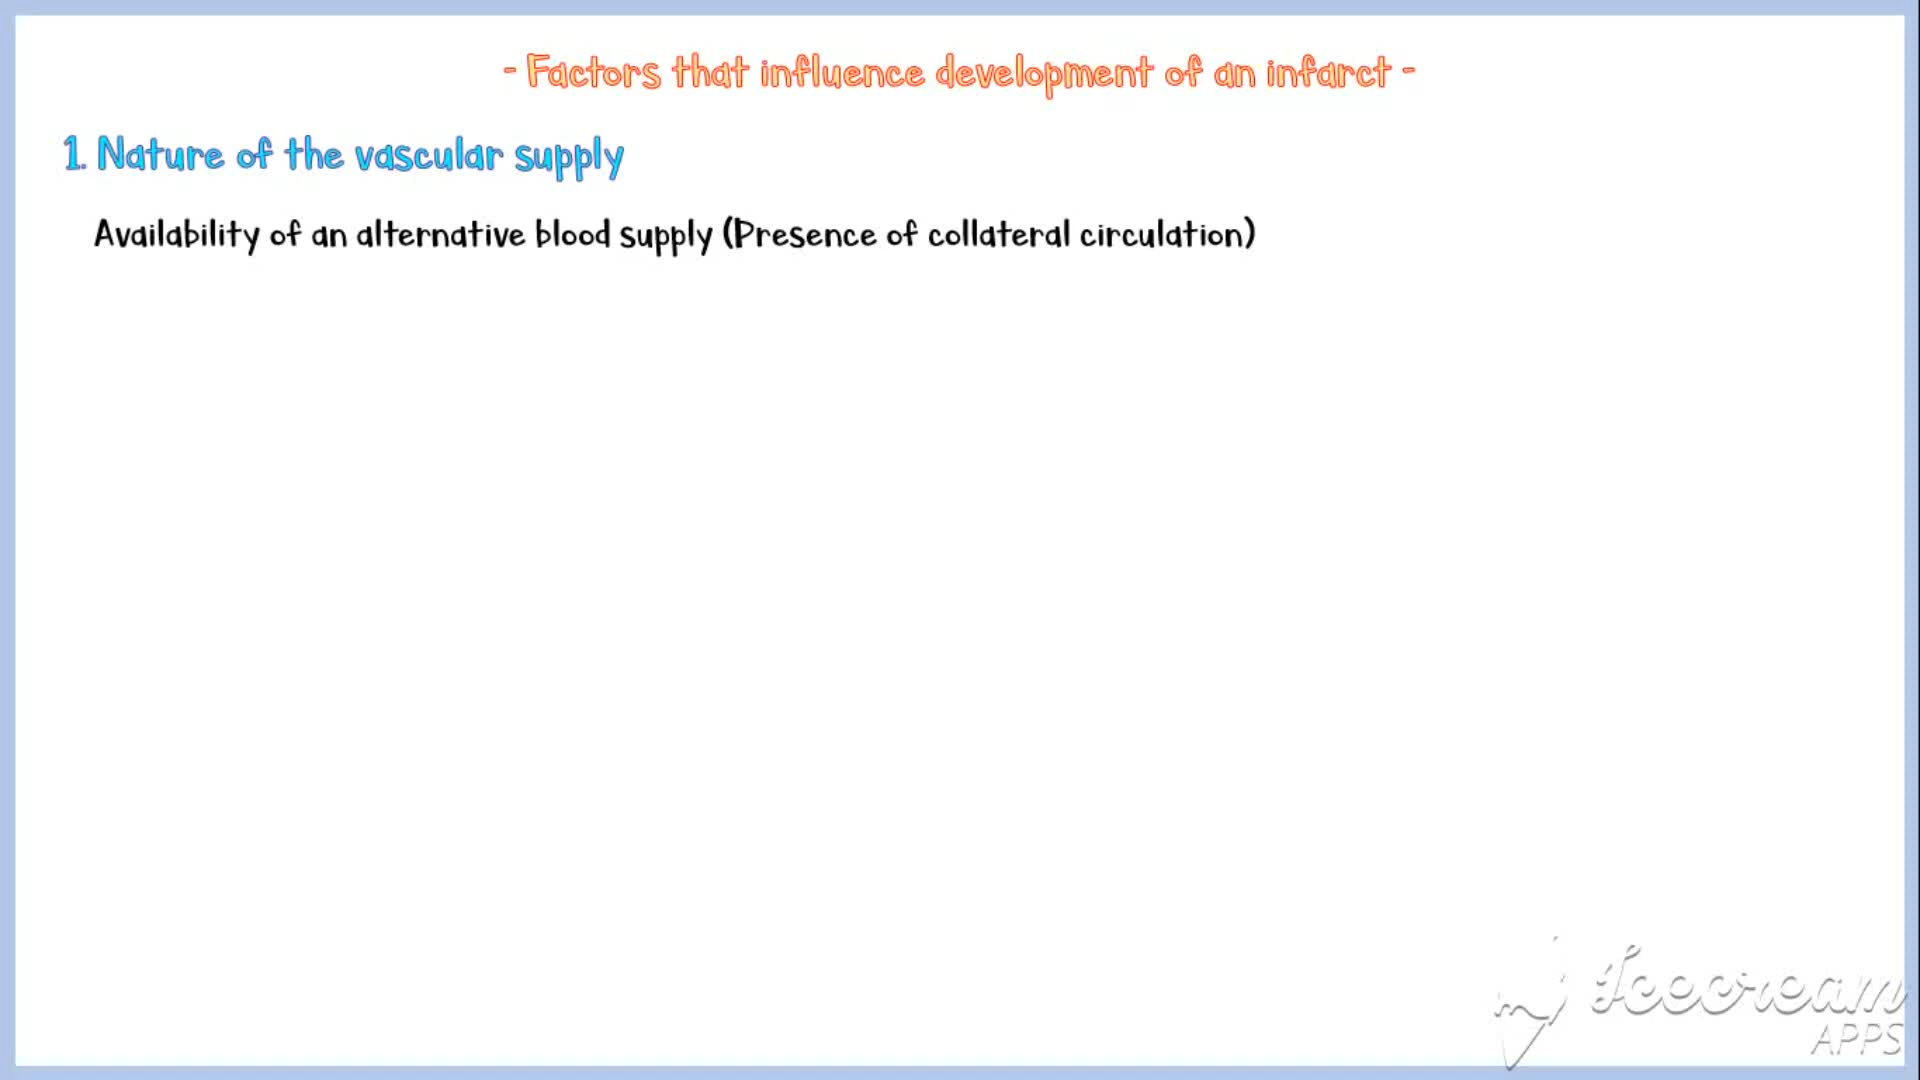 - Factors that influence development of an infarct -
1. Nature of the vascular supply
Availability of an alternative blood supply (Presence of collateral circulation)
Icecream
APPS